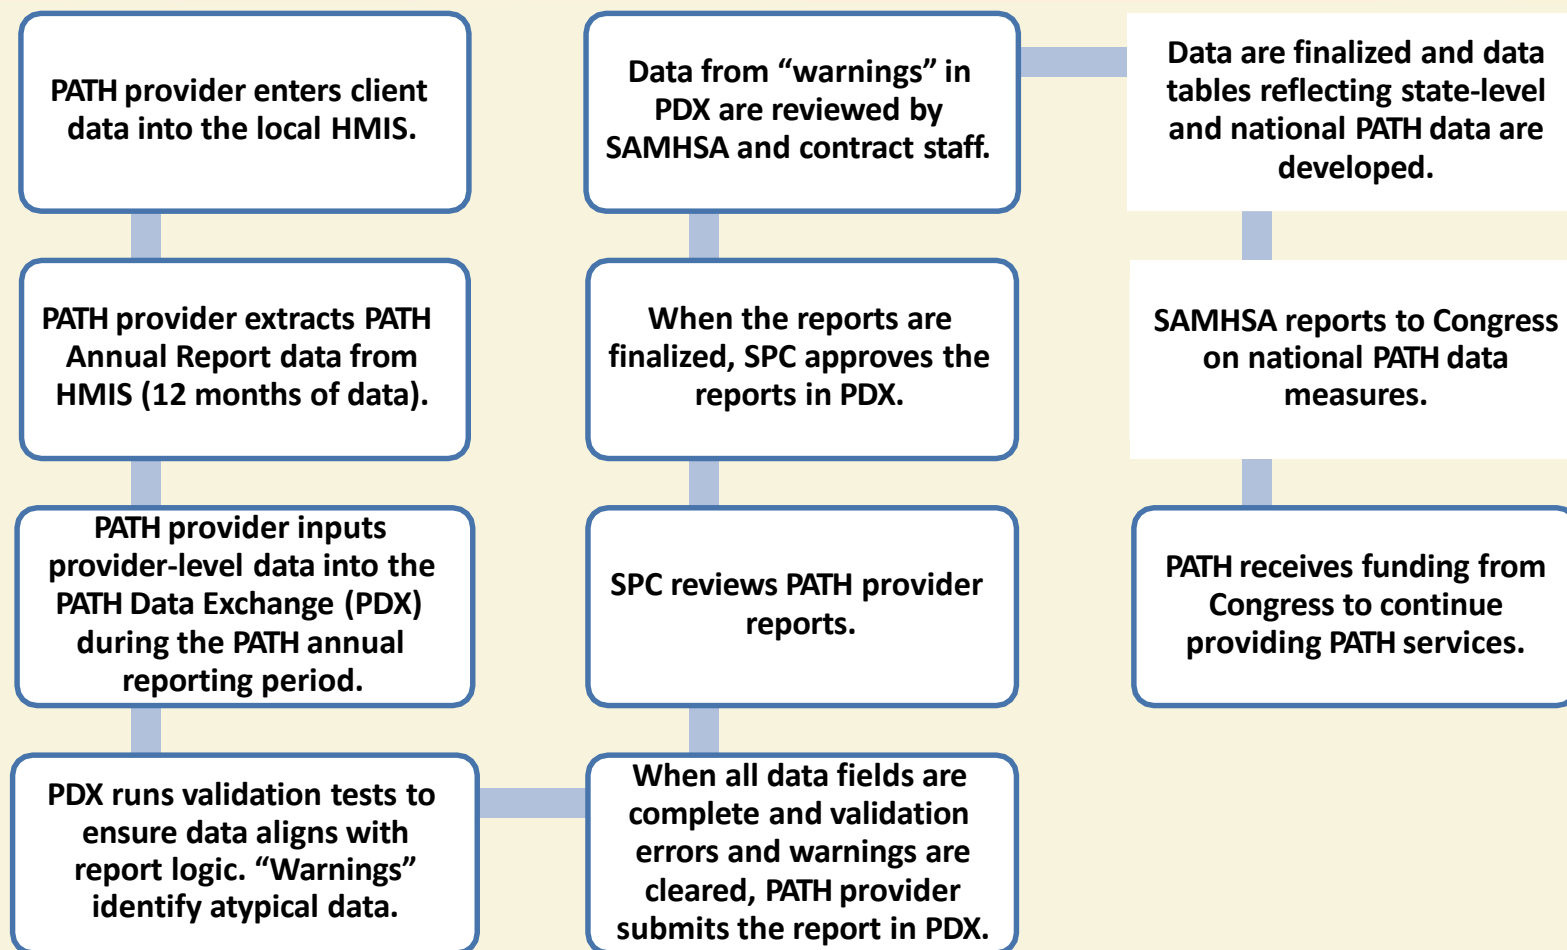 PATH provider enters client
data into the local HMIS.
PATH provider extracts PATH
Annual Report data from
HMIS (12 months of data).
PATH provider inputs
provider-level data into the
PATH Data Exchange (PDX)
during the PATH annual
reporting period.
PDX runs validation tests to
ensure data aligns with
report logic. “Warnings”
identify atypical data.
When all data fields are
complete and validation
errors and warnings are
cleared, PATH provider
submits the report in PDX.
SPC reviews PATH provider
reports.
When the reports are
finalized, SPC approves the
reports in PDX.
Data from “warnings” in
PDX are reviewed by
SAMHSA and contract staff.
Data are finalized and data
tables reflecting state-level
and national PATH data are
developed.
SAMHSA reports to Congress
on national PATH data
measures.
PATH receives funding from
Congress to continue
providing PATH services.